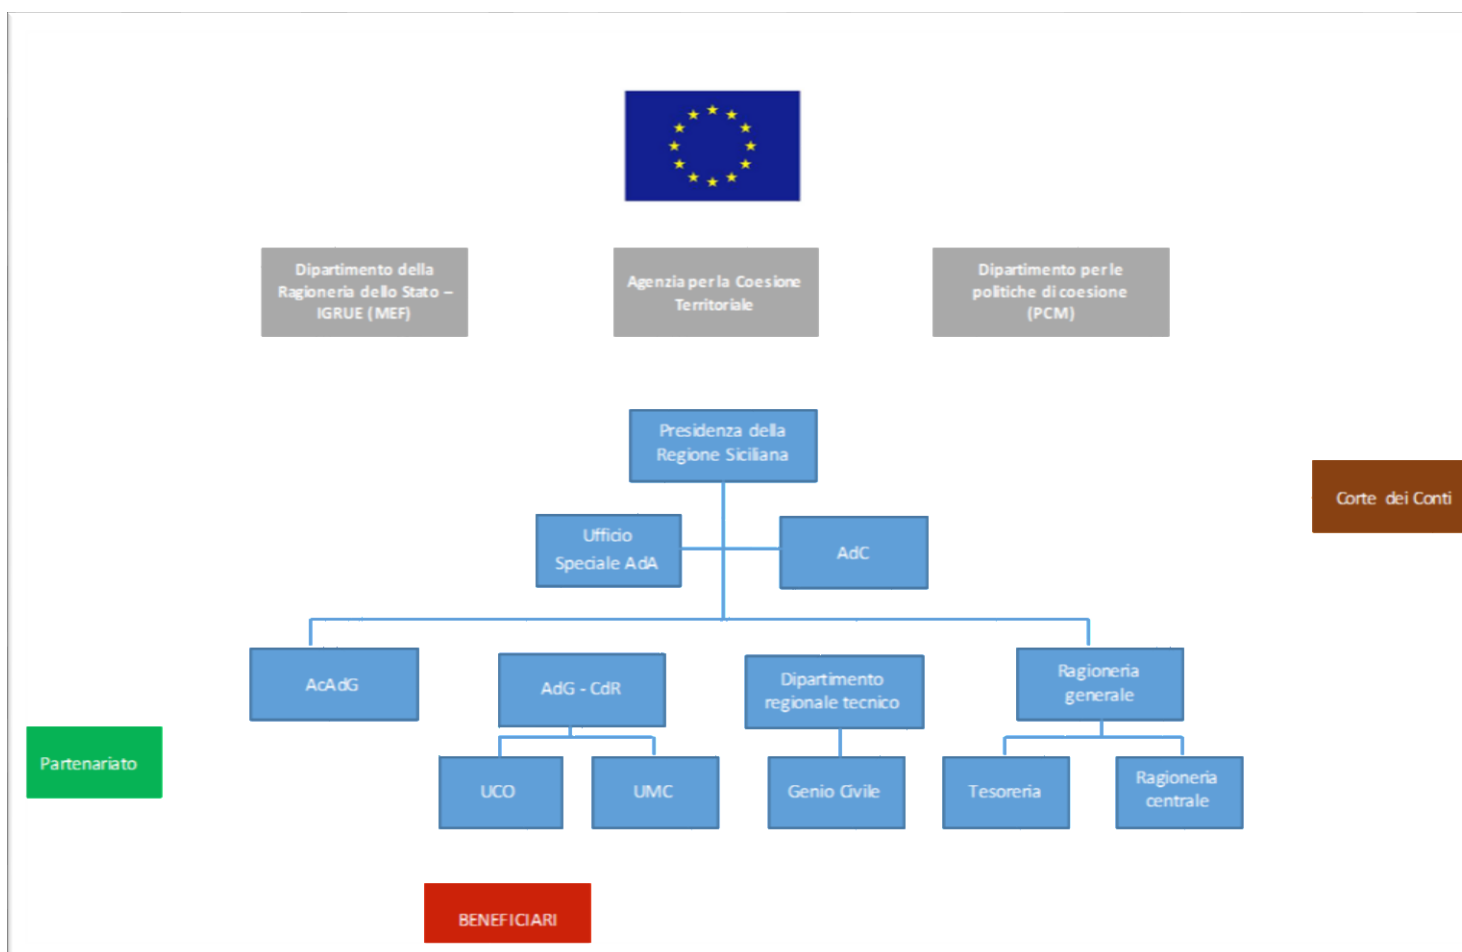 Dipartimento della
Ragioneria dello Stato –
IGRUE (MEF)
Agenzia per la Coesione
Territoriale
Dipartimento per le
politiche di coesione
(PCM)
Presidenza della
Regione Siciliana
Corte dei Conti
Ufficio
Speciale AdA
AdC
AcAdG
AdG - CdR
Dipartimento
regionale tecnico
Ragioneria
generale
Partenariato
UCO
UMC
Genio Civile
Tesoreria
Ragioneria
centrale
BENEFICIARI